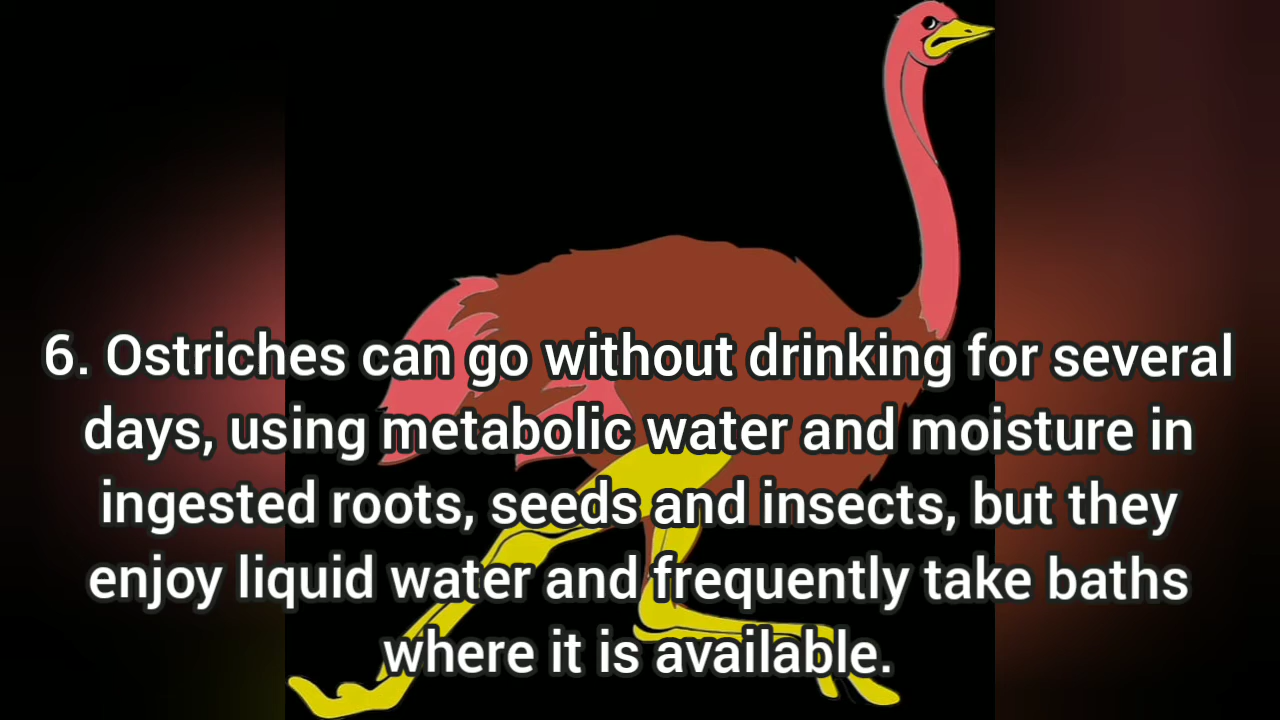 6. Ostriches can go without drinking for several
days, using metabolic water and moisture in
ingested roots, seeds and insects, but they
enjoy liquid water and frequently take baths
where it is available.